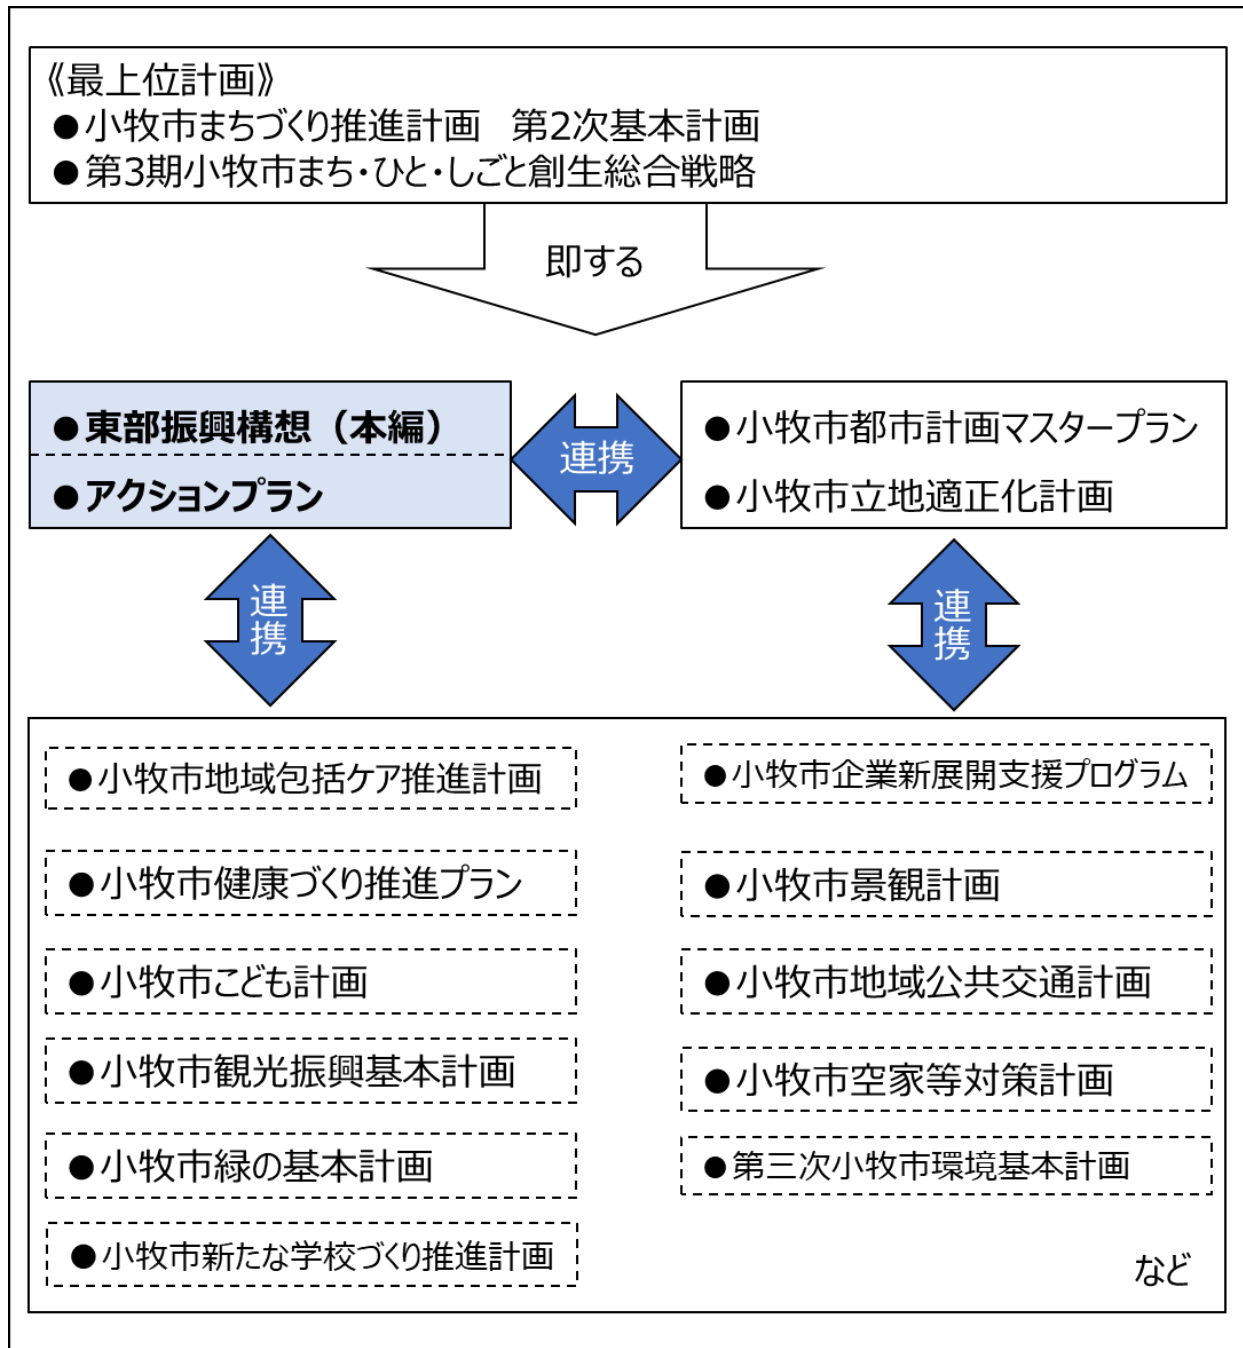 《最上位計画》
●小牧市まちづくり推進計画　第2次基本計画
●第3期小牧市まち・ひと・しごと創生総合戦略
即する
●東部振興構想（本編）
●アクションプラン
連携
●小牧市都市計画マスタープラン
●小牧市立地適正化計画
連携
連携
●小牧市地域包括ケア推進計画
●小牧市健康づくり推進プラン
●小牧市こども計画
●小牧市観光振興基本計画
●小牧市緑の基本計画
●小牧市新たな学校づくり推進計画
●小牧市企業新展開支援プログラム
●小牧市景観計画
●小牧市地域公共交通計画
●小牧市空家等対策計画
●第三次小牧市環境基本計画
など